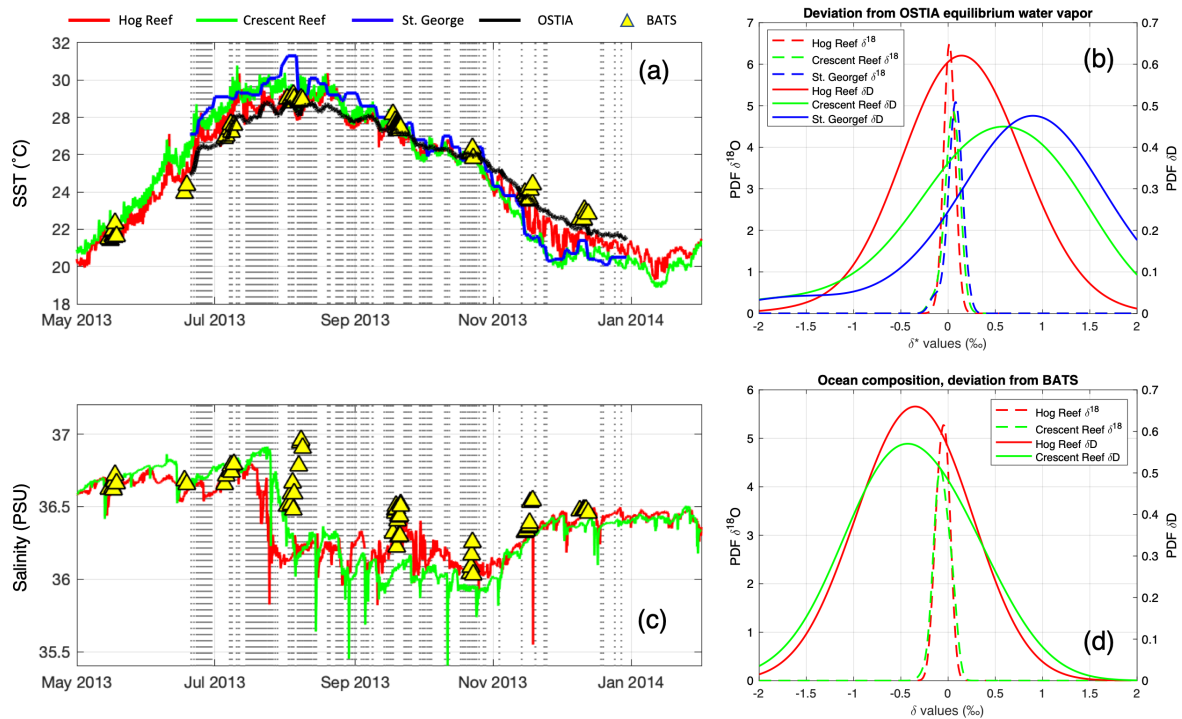 Hog Reef Crescent Reef St. George OSTIA BATS
(a)
SST (˚C)
32
30
28
26
24
22
20
18
May 2013 Jul 2013 Sep 2013 Nov 2013 Jan 2014
Deviation from OSTIA equilibrium water vapor
(b)
Hog Reef δ¹⁸
Crescent Reef δ¹⁸
St. Georgef δ¹⁸
Hog Reef δD
Crescent Reef δD
St. Georgef δD
PDF δ¹⁸O
7
6
5
4
3
2
1
0
PDF δD
0.7
0.6
0.5
0.4
0.3
0.2
0.1
0
-2 -1.5 -1 -0.5 0 0.5 1 1.5 2
δ* values (‰)
(c)
Salinity (PSU)
37
36.5
36
35.5
May 2013 Jul 2013 Sep 2013 Nov 2013 Jan 2014
Ocean composition, deviation from BATS
Hog Reef δ¹⁸
Crescent Reef δ¹⁸
Hog Reef δD
Crescent Reef δD
(d)
PDF δ¹⁸O
6
5
4
3
2
1
0
PDF δD
0.7
0.6
0.5
0.4
0.3
0.2
0.1
0
-2 -1.5 -1 -0.5 0 0.5 1 1.5 2
δ values (‰)